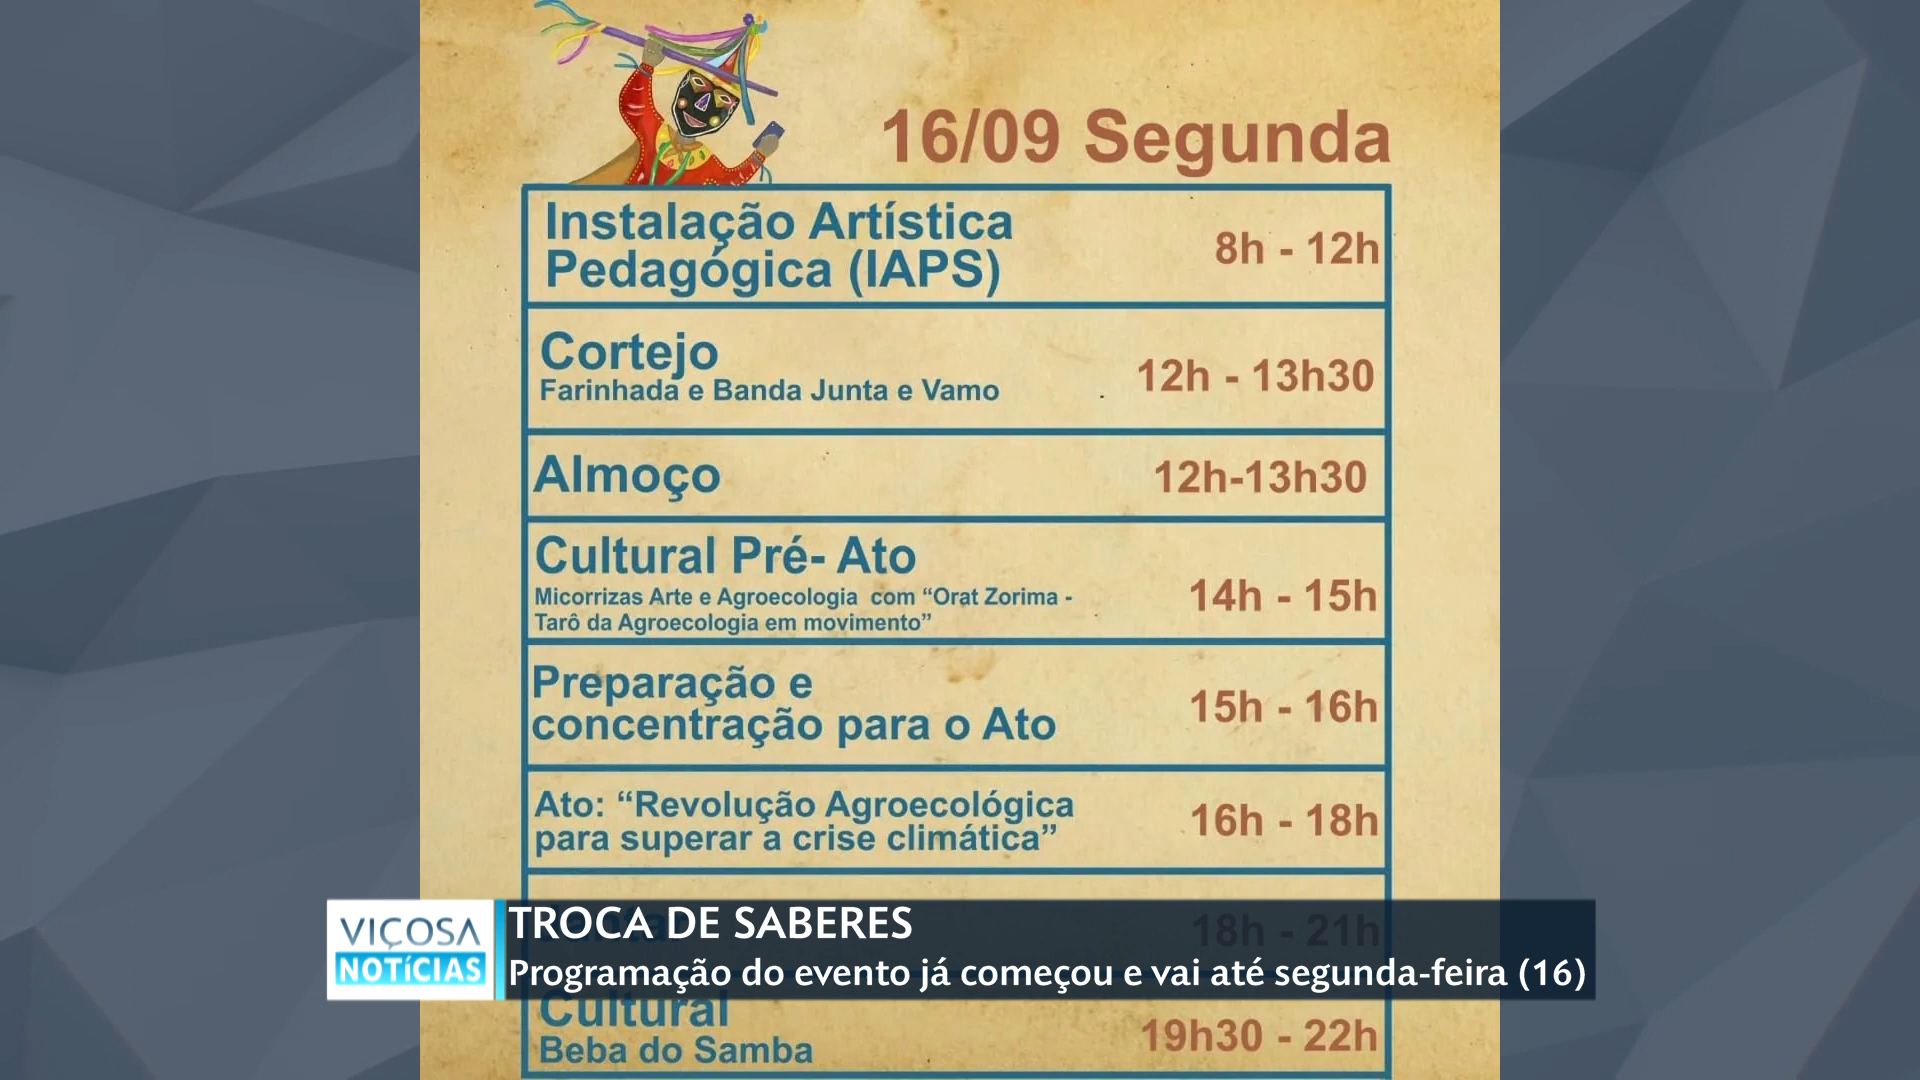 16/09 Segunda
Instalação Artística
Pedagógica (IAPS)
8h - 12h
Cortejo
Farinhada e Banda Junta e Vamo
12h - 13h30
Almoço
12h-13h30
Cultural Pré- Ato
Micorrizas Arte e Agroecologia com “Orat Zorima -
Tarô da Agroecologia em movimento”
14h - 15h
Preparação e
concentração para o Ato
15h - 16h
Ato: “Revolução Agroecológica
para superar a crise climática”
16h - 18h
18h - 21h
VIÇOSA
NOTíCIAS
TROCA DE SABERES
Programação do evento já começou e vai até segunda-feira (16)
Cultural
Beba do Samba
19h30 - 22h